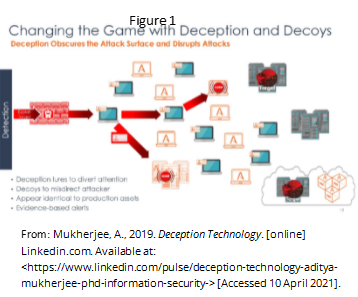 Figure 1
Changing the Game with Deception and Decoys
Deception Obscures the Attack Surface and Disrupts Attacks
Detection
• Deception lures to divert attention
• Decoys to misdirect attacker
• Appear identical to production assets
• Evidence-based alerts
From: Mukherjee, A., 2019. Deception Technology. [online]
Linkedin.com. Available at:
<https://www.linkedin.com/pulse/deception-technology-aditya-
mukherjee-phd-information-security-> [Accessed 10 April 2021].